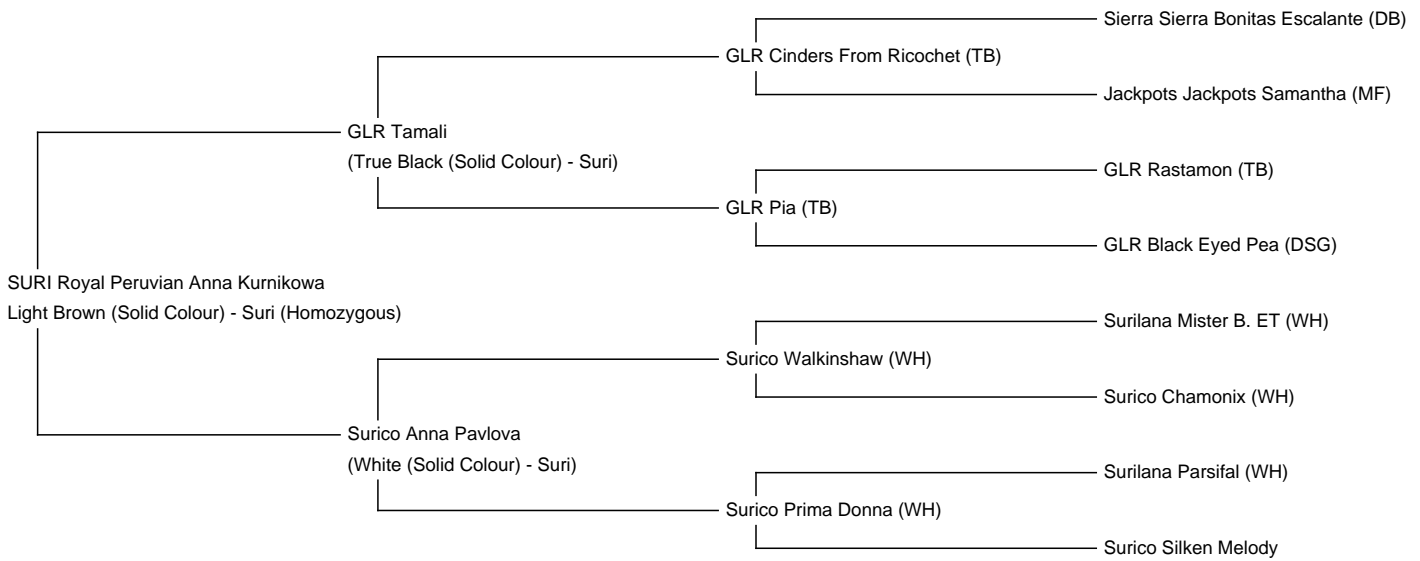 Sierra Sierra Bonitas Escalante (DB)
GLR Cinders From Ricochet (TB)
Jackpots Jackpots Samantha (MF)
GLR Tamali
(True Black (Solid Colour) - Suri)
GLR Rastamon (TB)
GLR Pia (TB)
GLR Black Eyed Pea (DSG)
SURI Royal Peruvian Anna Kurnikowa
Light Brown (Solid Colour) - Suri (Homozygous)
Surilana Mister B. ET (WH)
Surico Walkinshaw (WH)
Surico Chamonix (WH)
Surico Anna Pavlova
(White (Solid Colour) - Suri)
Surilana Parsifal (WH)
Surico Prima Donna (WH)
Surico Silken Melody